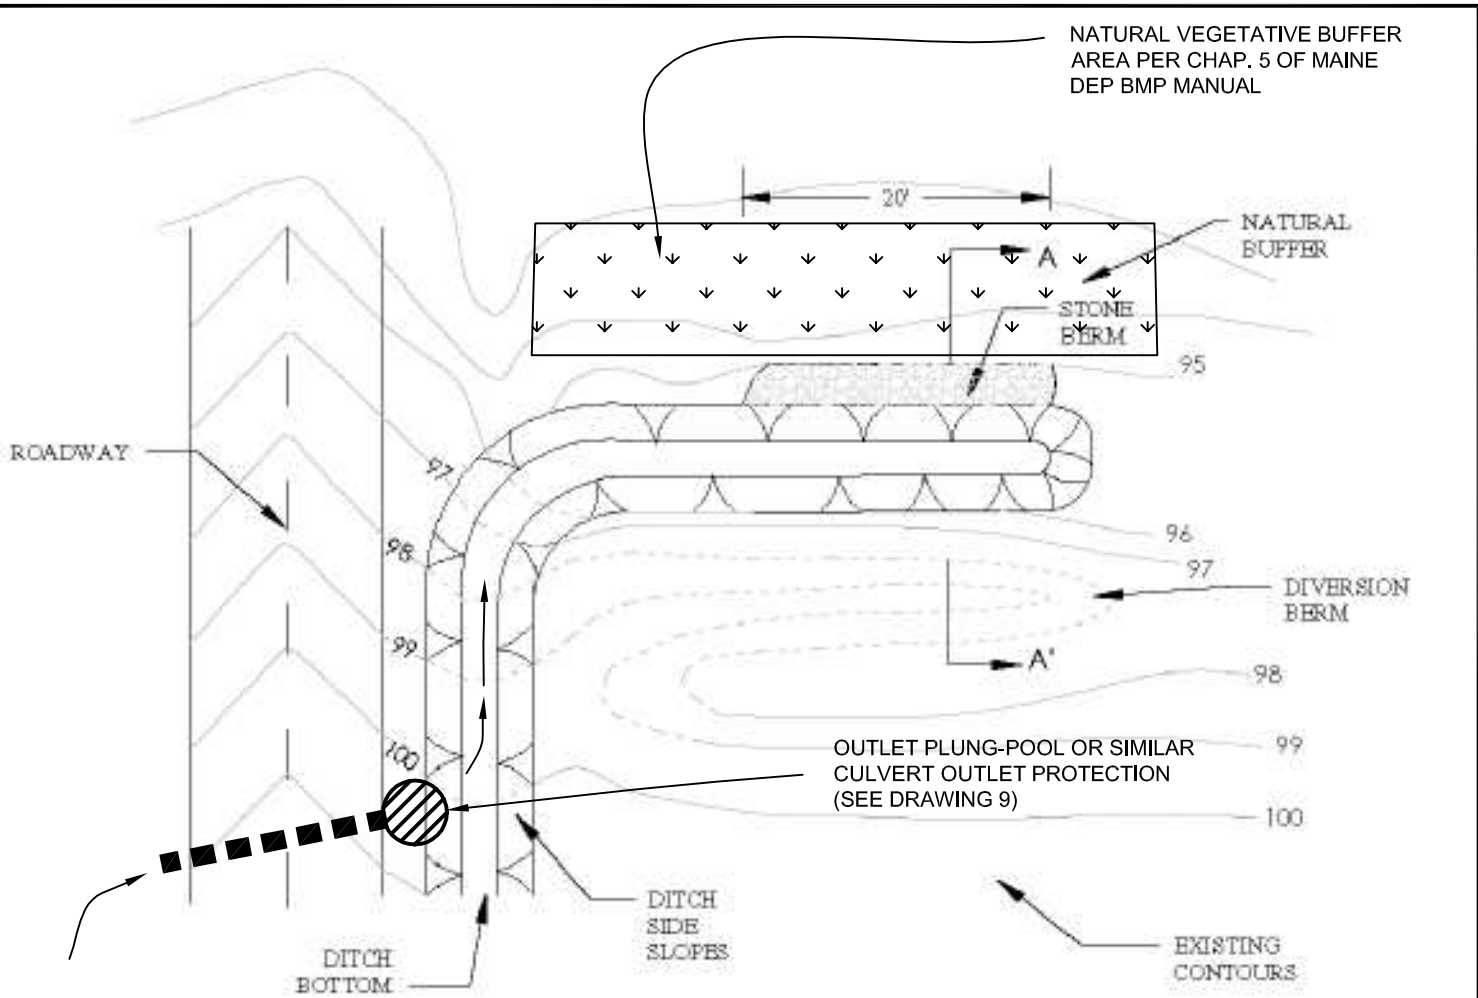 NATURAL VEGETATIVE BUFFER
AREA PER CHAP. 5 OF MAINE
DEP BMP MANUAL
20'
NATURAL
BUFFER
A
STONE
BERM
95
ROADWAY
97
96
98
97
DIVERSION
BERM
99
A'
98
100
OUTLET PLUNG-POOL OR SIMILAR
CULVERT OUTLET PROTECTION
(SEE DRAWING 9)
99
100
DITCH
SIDE
SLOPES
DITCH
BOTTOM
EXISTING
CONTOURS